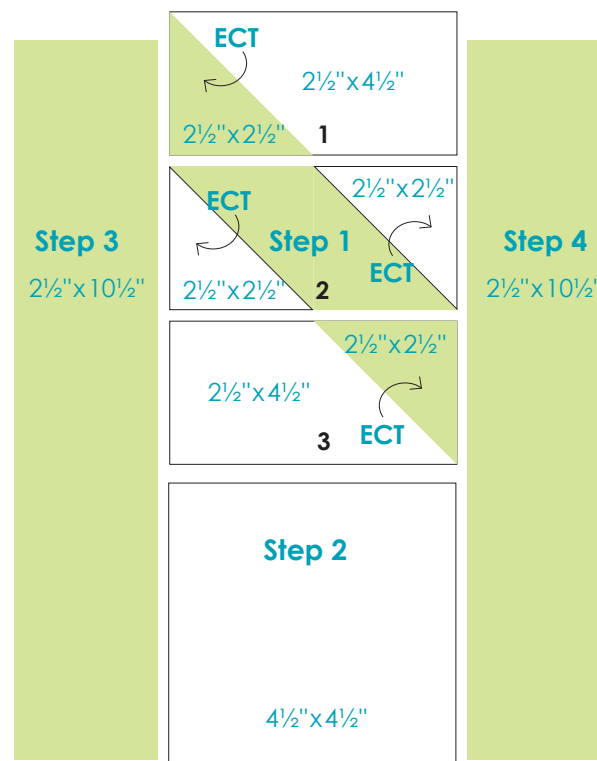 ECT
2½"x4½"
2½"x2½" 1
2½"x2½"
ECT
Step 3
Step 1
Step 4
ECT
2½"x10½"
2½"x2½" 2
2½"x10½"
2½"x2½"
2½"x4½"
3 ECT
Step 2
4½"x4½"